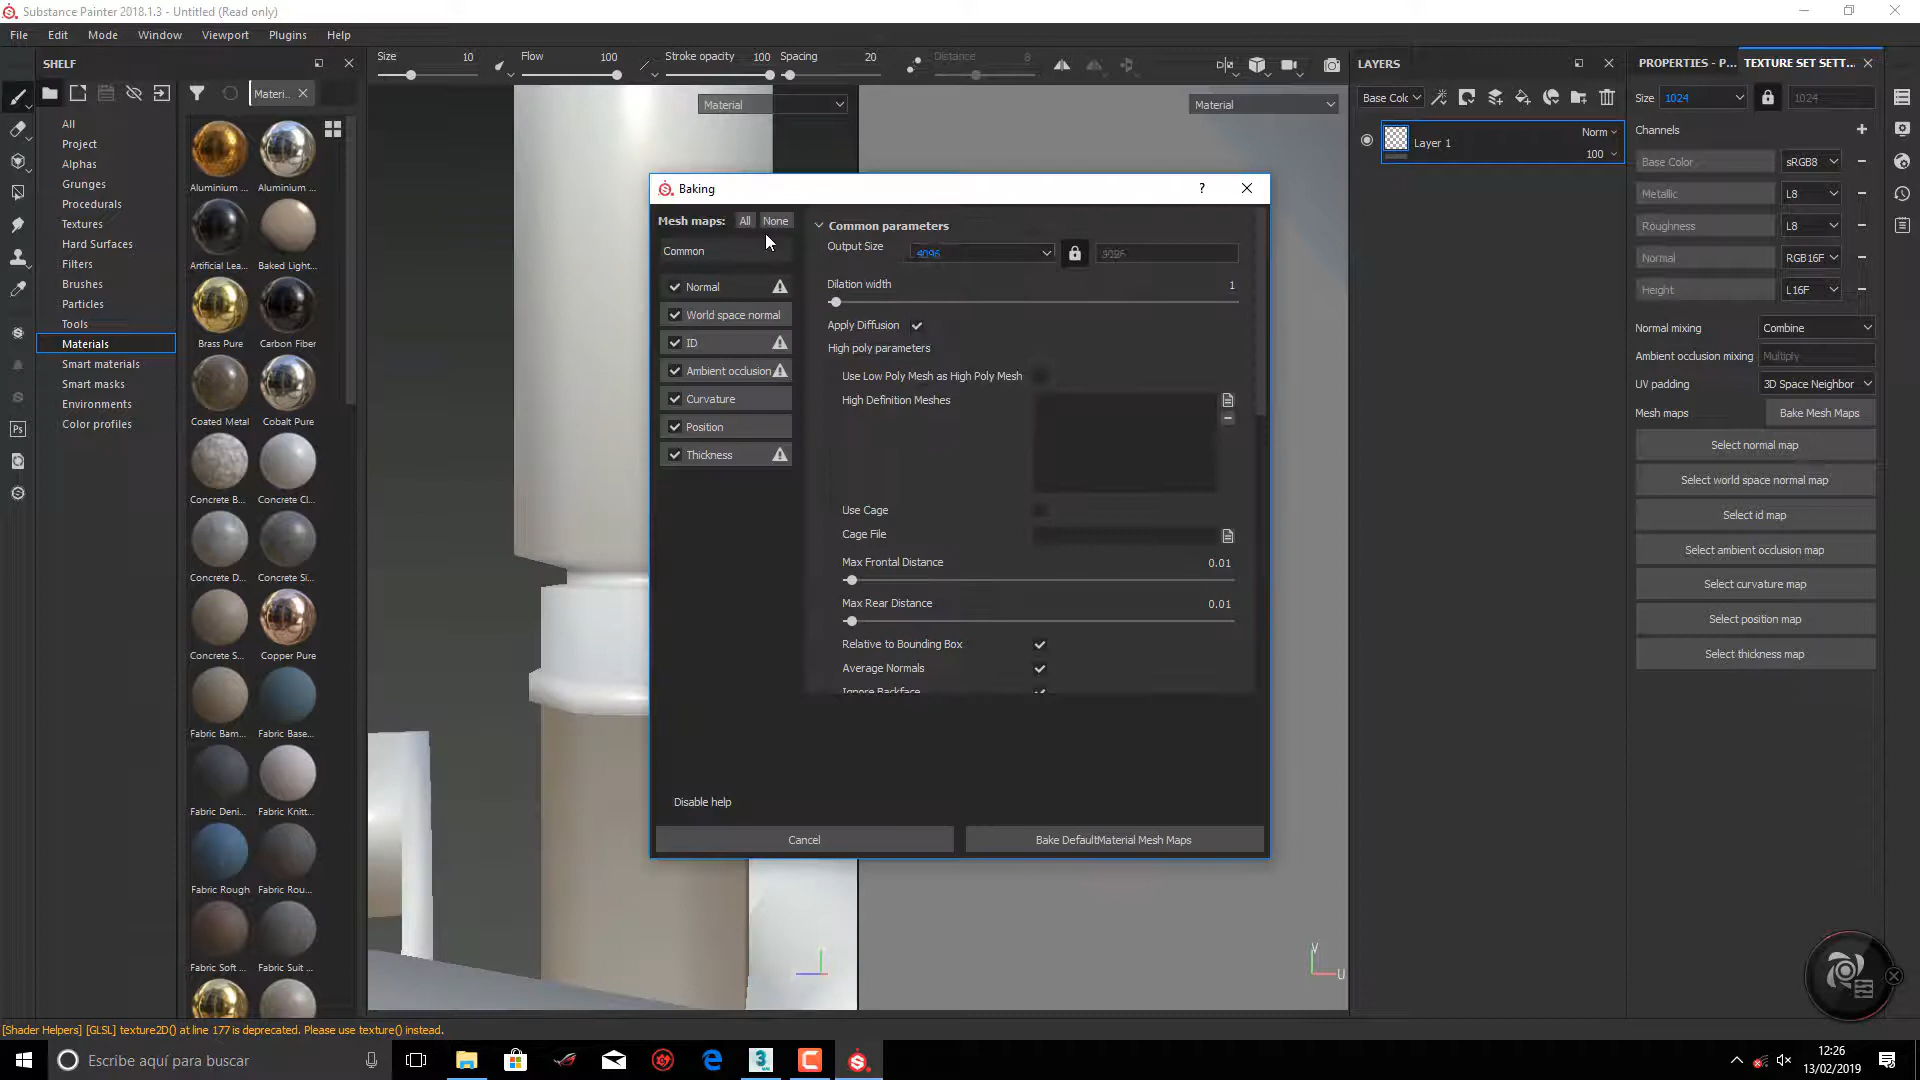 Substance Painter 2018.1.3 - Untitled (Read only)
File Edit Mode Window Viewport Plugins Help
SHELF
Materi...
All
Project
Alphas
Grunges
Procedurals
Textures
Hard Surfaces
Filters
Brushes
Particles
Tools
Materials
Smart materials
Smart masks
Environments
Color profiles
Aluminium ... Aluminium ...
Artificial Lea... Baked Light...
Brass Pure Carbon Fiber
Coated Metal Cobalt Pure
Concrete B... Concrete Cl...
Concrete D... Concrete Si...
Concrete S... Copper Pure
Fabric Bam... Fabric Base...
Fabric Deni... Fabric Knitt...
Fabric Rough Fabric Rou...
Fabric Soft ... Fabric Suit ...
Size 10 Flow 100 Stroke opacity 100 Spacing 20 Distance 8
Material
Material
Baking
?
Mesh maps: All None
Common
Normal
World space normal
ID
Ambient occlusion
Curvature
Position
Thickness
Common parameters
Output Size 4096 4096
Dilation width 1
Apply Diffusion
High poly parameters
Use Low Poly Mesh as High Poly Mesh
High Definition Meshes
Use Cage
Cage File
Max Frontal Distance 0.01
Max Rear Distance 0.01
Relative to Bounding Box
Average Normals
Ignore Backface
Disable help
Cancel Bake DefaultMaterial Mesh Maps
V
U
LAYERS
Base Colo
Layer 1 Norm
100
PROPERTIES - P... TEXTURE SET SETT...
Size 1024 1024
Channels
Base Color sRGB8
Metallic L8
Roughness L8
Normal RGB16F
Height L16F
Normal mixing Combine
Ambient occlusion mixing Multiply
UV padding 3D Space Neighbor
Mesh maps Bake Mesh Maps
Select normal map
Select world space normal map
Select id map
Select ambient occlusion map
Select curvature map
Select position map
Select thickness map
[Shader Helpers] [GLSL] texture2D() at line 177 is deprecated. Please use texture() instead.
Escribe aquí para buscar
Ps
3
12:26
13/02/2019